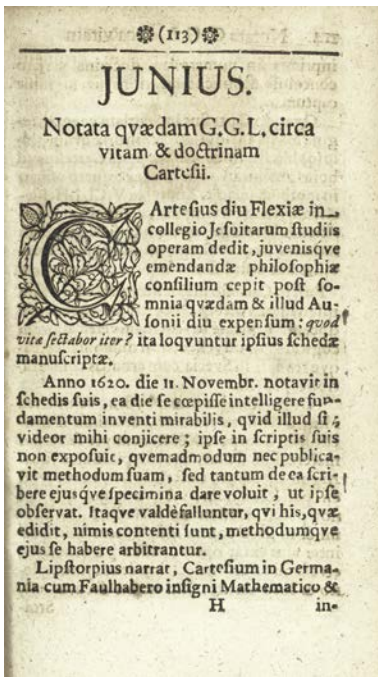 (113)
JUNIUS.
Notata qvædam G.G.L. circa
vitam & doctrinam
Cartesii.
CArtesius diu Flexiæ in
collegio Jesuitarum studiis
operam dedit, juvenisqve
emendandæ philosophiæ
consilium cepit post so-
mnia qvædam & illud Au-
sonii diu expensum: quod
vitæ sectabor iter? ita loqvuntur ipsius schedæ
manuscriptæ.
Anno 1620. die 11. Novembr. notavit in
schedis suis, ea die se cœpisse intelligere fun-
damentum inventi mirabilis, qvid illud sit,
videor mihi conjicere; ipse in scriptis suis
non exposuit, qvemadmodum nec publica-
vit methodum suam, sed tantum de ea scri-
bere ejusqve specimina dare voluit, ut ipse
observat. Itaqve valdè falluntur, qvi his, qvæ
edidit, nimis contenti sunt, methodumqve
ejus se habere arbitrantur.
Lipstorpius narrat, Cartesium in Germa-
nia cum Faulhabero insigni Mathematico &
H in-